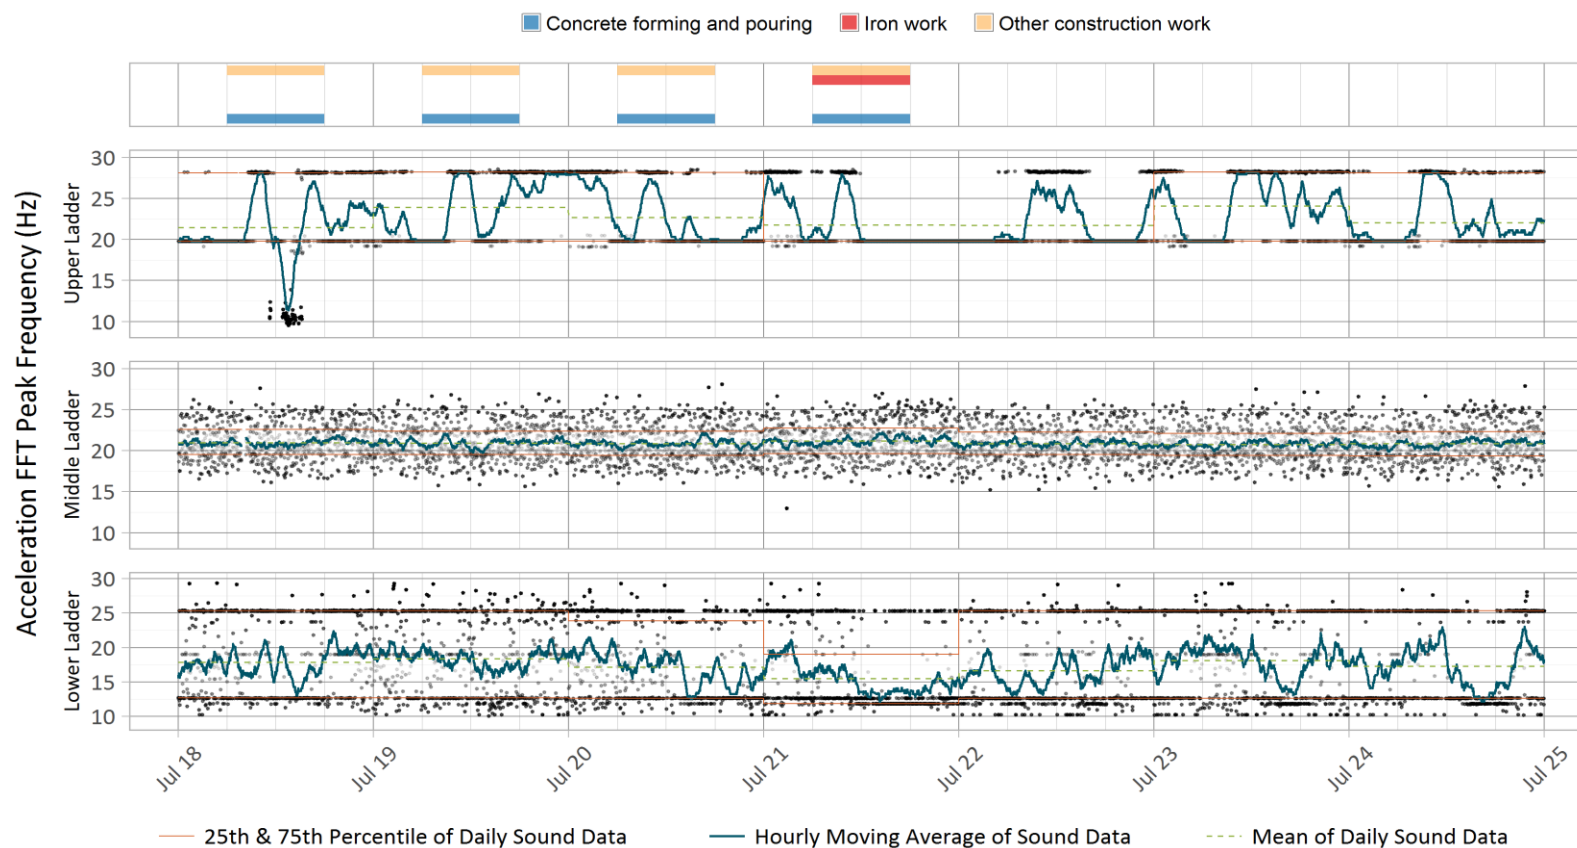 Concrete forming and pouring Iron work Other construction work
Acceleration FFT Peak Frequency (Hz)
Upper Ladder
30
25
20
15
10
Middle Ladder
30
25
20
15
10
Lower Ladder
30
25
20
15
10
Jul 18 Jul 19 Jul 20 Jul 21 Jul 22 Jul 23 Jul 24 Jul 25
25th & 75th Percentile of Daily Sound Data Hourly Moving Average of Sound Data Mean of Daily Sound Data